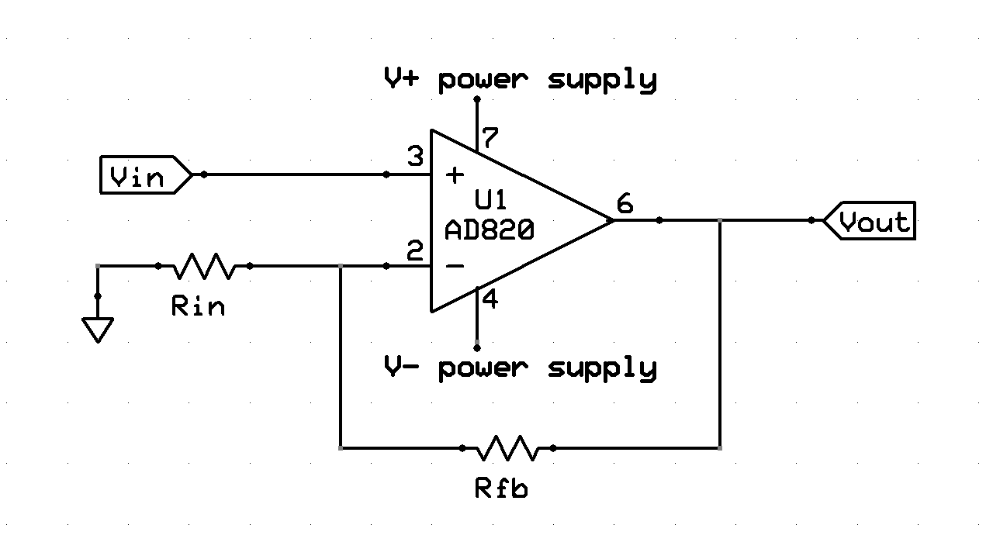 V+ power supply
7
3
Vin
+
U1
6
AD820
Vout
2
-
4
Rin
V- power supply
Rfb